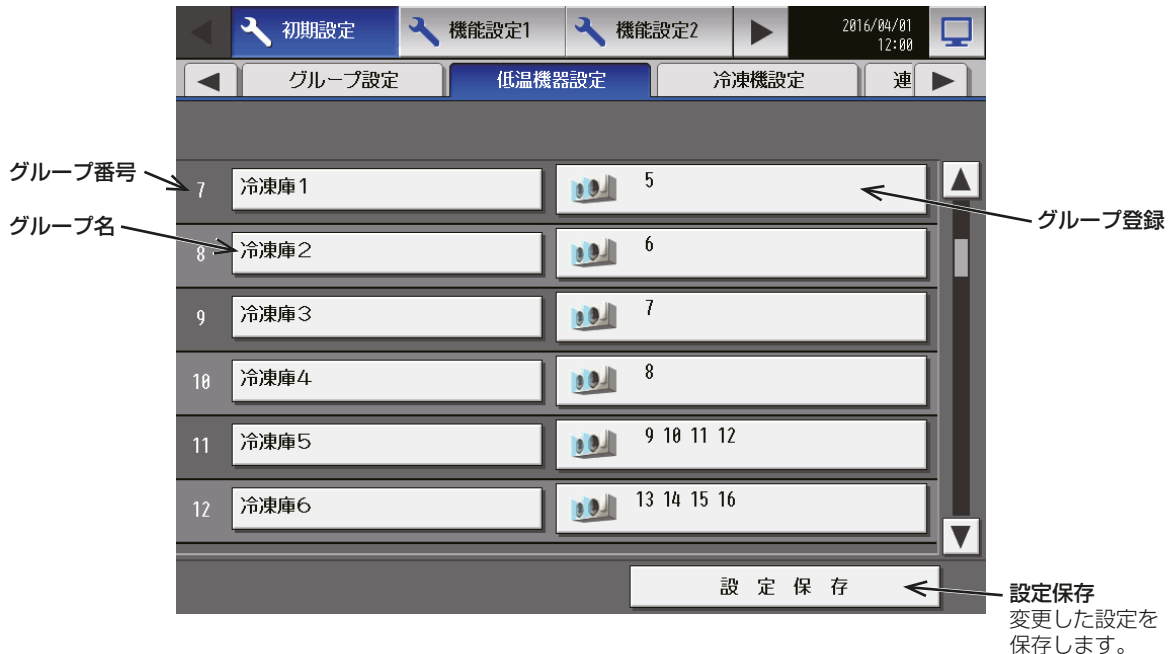 初期設定 機能設定1 機能設定2 2016/04/01
12:00
グループ設定 低温機器設定 冷凍機設定 連
グループ番号
グループ名
7 冷凍庫1 5
8 冷凍庫2 6
9 冷凍庫3 7
10 冷凍庫4 8
11 冷凍庫5 9 10 11 12
12 冷凍庫6 13 14 15 16
グループ登録
設定保存
設定保存
変更した設定を
保存します。